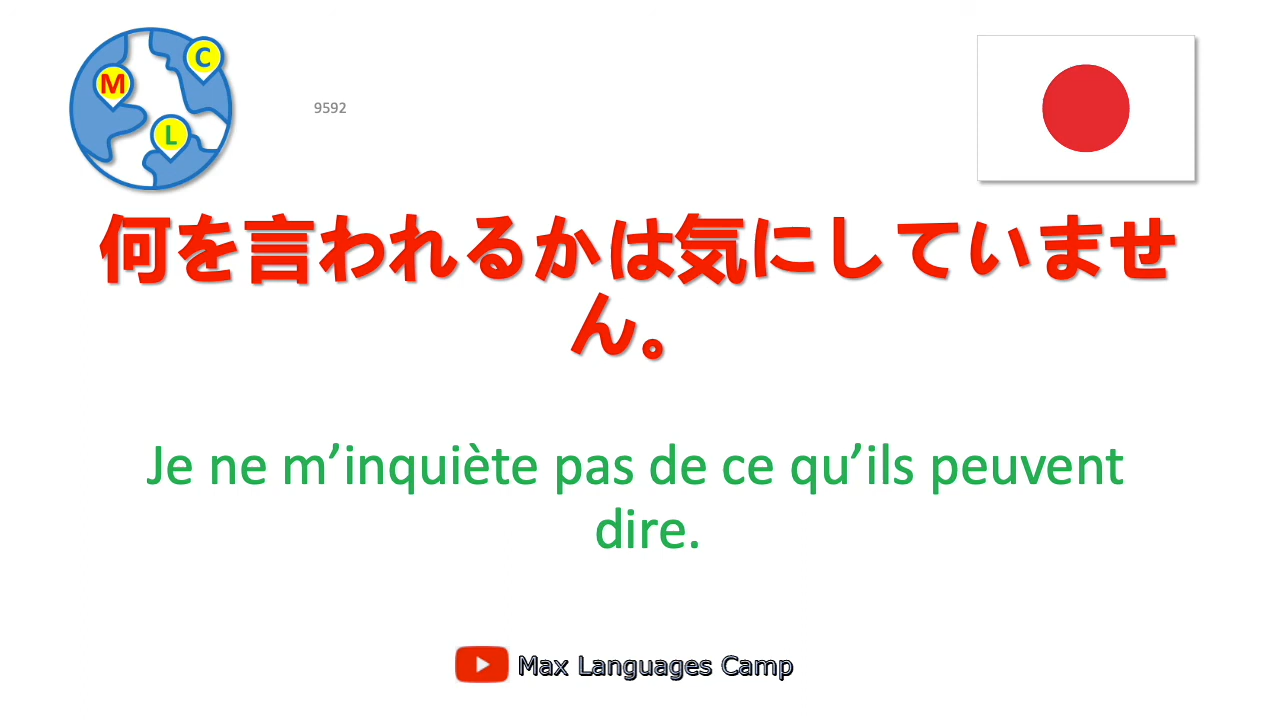 C
M
L
9592
何を言われるかは気にしていませ
ん。
Je ne m’inquiète pas de ce qu’ils peuvent
dire.
Max Languages Camp